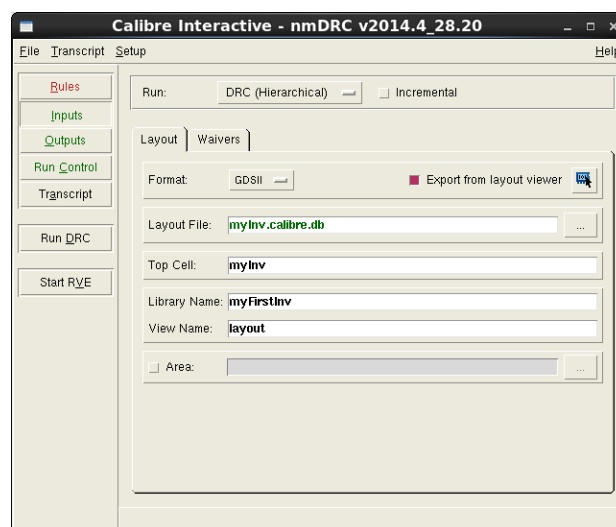 Calibre Interactive - nmDRC v2014.4_28.20
File Transcript Setup Help
Rules
Inputs
Outputs
Run Control
Transcript
Run DRC
Start RVE
Run: DRC (Hierarchical) Incremental
Layout Waivers
Format: GDSII Export from layout viewer
Layout File: myInv.calibre.db ...
Top Cell: myInv
Library Name: myFirstInv
View Name: layout
Area: ...